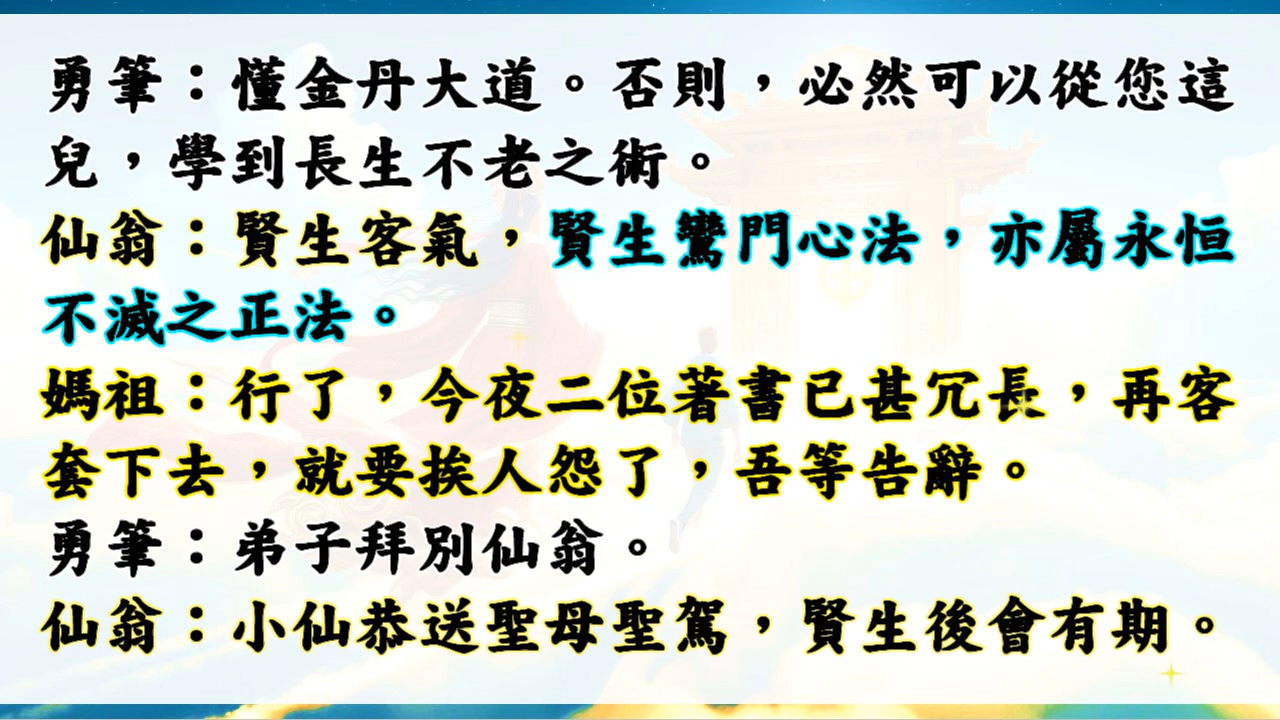 勇筆：懂金丹大道。否則，必然可以從您這
兒，學到長生不老之術。
仙翁：賢生客氣，賢生鸞門心法，亦屬永恒
不滅之正法。
媽祖：行了，今夜二位著書已甚冗長，再客
套下去，就要挨人怨了，吾等告辭。
勇筆：弟子拜別仙翁。
仙翁：小仙恭送聖母聖駕，賢生後會有期。